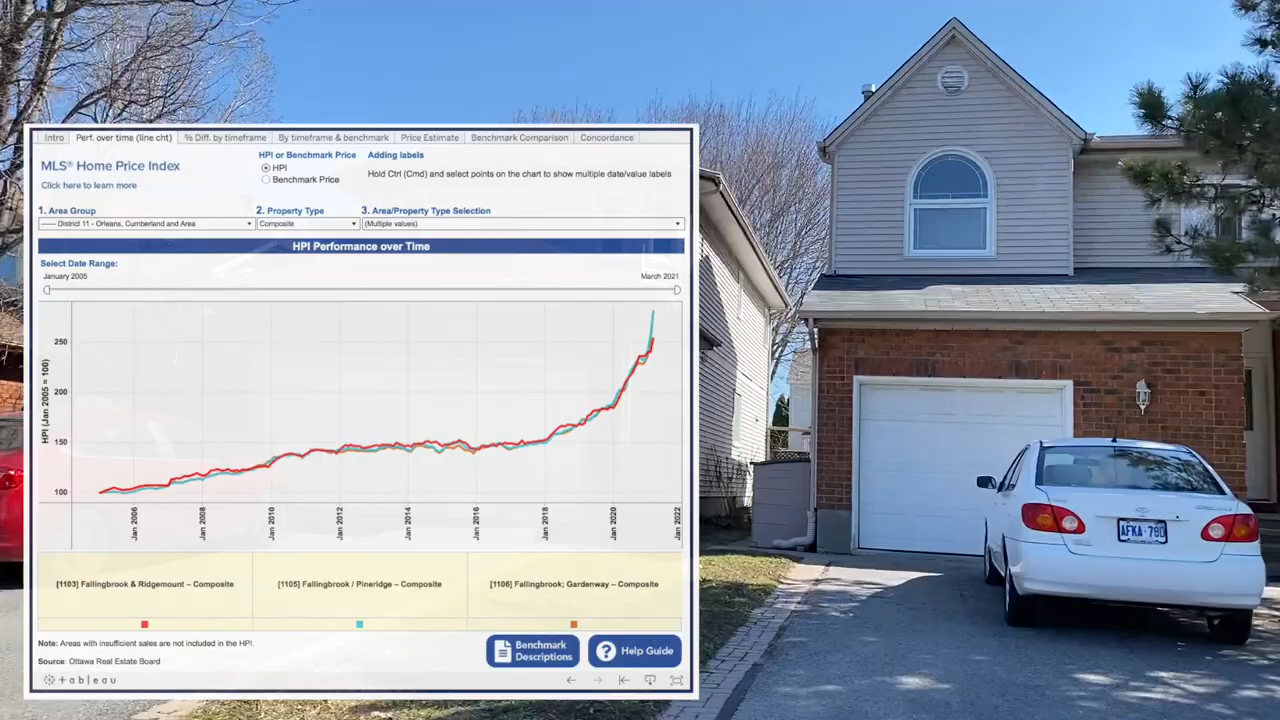 Intro Perf. over time (line cht) % Diff. by timeframe By timeframe & benchmark Price Estimate Benchmark Comparison Concordance
MLS® Home Price Index
Click here to learn more
HPI or Benchmark Price
HPI
Benchmark Price
Adding labels
Hold Ctrl (Cmd) and select points on the chart to show multiple date/value labels
1. Area Group
District 11 - Orleans, Cumberland and Area
2. Property Type
Composite
3. Area/Property Type Selection
(Multiple values)
HPI Performance over Time
Select Date Range:
January 2005 March 2021
HPI (Jan 2005 = 100)
250
200
150
100
Jan 2006 Jan 2008 Jan 2010 Jan 2012 Jan 2014 Jan 2016 Jan 2018 Jan 2020 Jan 2022
[1103] Fallingbrook & Ridgemount – Composite [1105] Fallingbrook / Pineridge – Composite [1106] Fallingbrook; Gardenway – Composite
Note: Areas with insufficient sales are not included in the HPI.
Source: Ottawa Real Estate Board
Benchmark
Descriptions
? Help Guide
+ableau
AFKA·780